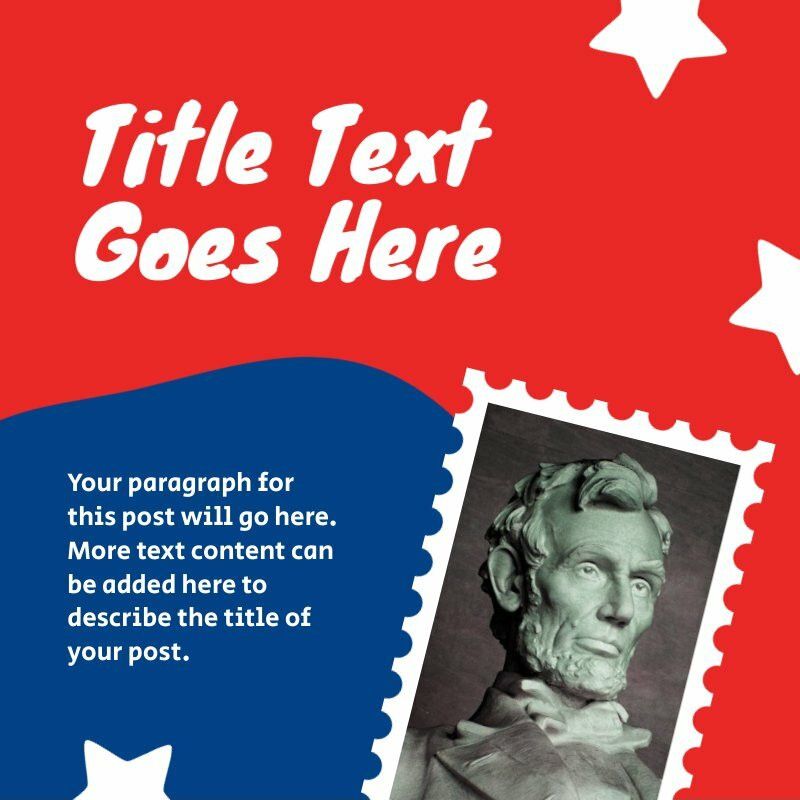 Title Text
Goes Here
Your paragraph for
this post will go here.
More text content can
be added here to
describe the title of
your post.